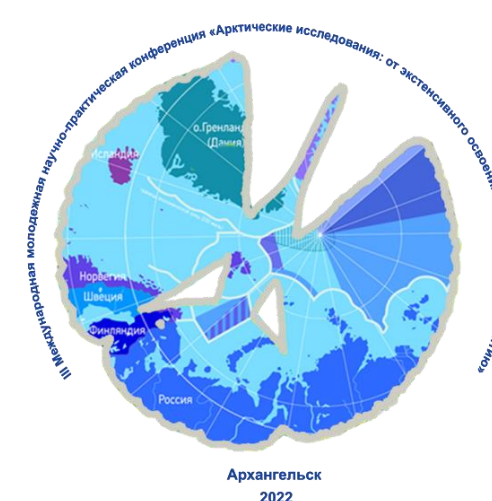 III Международная молодежная научно-практическая конференция «Арктические исследования: от экстенсивного освоения
о.Гренлан
(Дания)
Исландия
Норвегия
Швеция
Финляндия
Россия
Архангельск
2022